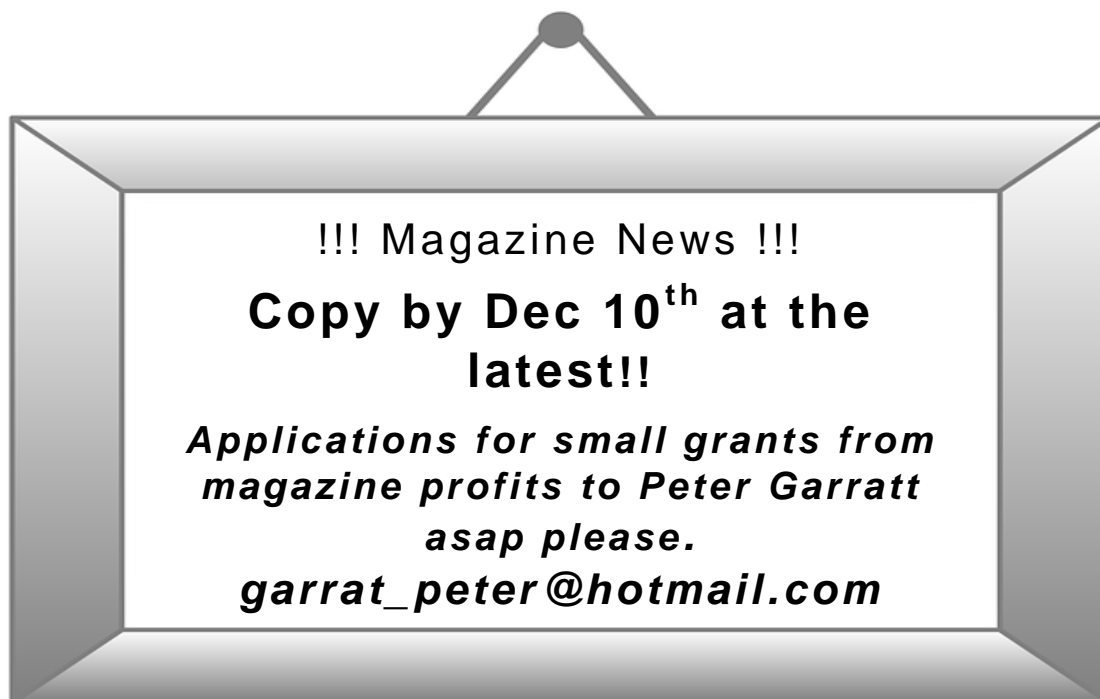 !!! Magazine News !!!
Copy by Dec 10th at the
latest!!
Applications for small grants from
magazine profits to Peter Garratt
asap please.
garrat_peter@hotmail.com